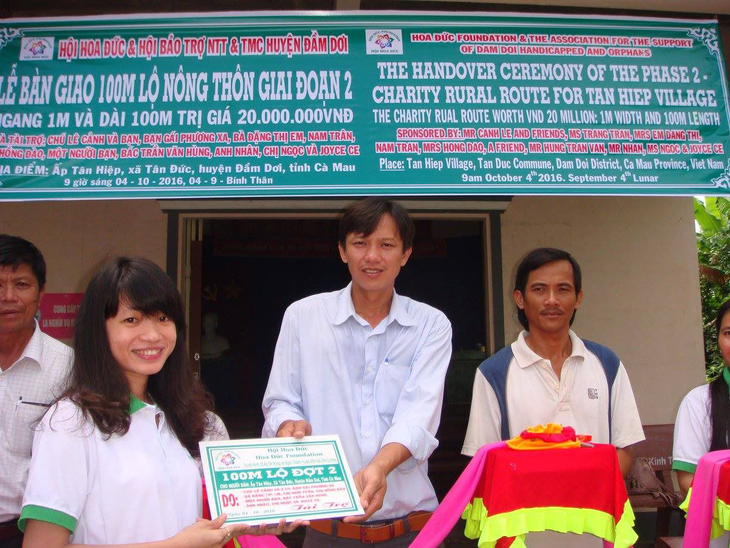 HỘI HOA ĐỨC & HỘI BẢO TRỢ NTT & TMC HUYỆN ĐẦM DƠI
LỄ BÀN GIAO 100M LỘ NÔNG THÔN GIAI ĐOẠN 2
NGANG 1M VÀ DÀI 100M TRỊ GIÁ 20.000.000VNĐ
TÀI TRỢ: CHÚ LÊ CẢNH VÀ BẠN, BẠN GÁI PHƯƠNG XA, BÀ ĐẶNG THỊ EM, NAM TRÂN,
HỒNG ĐÀO, MỘT NGƯỜI BẠN, BÁC TRẦN VĂN HÙNG, ANH NHÂN, CHỊ NGỌC VÀ JOYCE CE
ĐỊA ĐIỂM: Ấp Tân Hiệp, xã Tân Đức, huyện Đầm Dơi, tỉnh Cà Mau
9 giờ sáng 04 - 10 - 2016, 04 - 9 - Bính Thân
HOA ĐỨC FOUNDATION & THE ASSOCIATION FOR THE SUPPORT
OF DAM DOI HANDICAPPED AND ORPHANS
THE HANDOVER CEREMONY OF THE PHASE 2 -
CHARITY RURAL ROUTE FOR TAN HIEP VILLAGE
THE CHARITY RUAL ROUTE WORTH VND 20 MILLION: 1M WIDTH AND 100M LENGTH
SPONSORED BY: MR CANH LE AND FRIENDS, MS TRANG TRAN, MRS EM DANG THI,
NAM TRAN, MRS HONG DAO, A FRIEND, MR HUNG TRAN VAN, MR NHAN, MS NGOC & JOYCE CE
Place: Tan Hiep Village, Tan Duc Commune, Dam Doi District, Ca Mau Province, Viet Nam
9am October 4th 2016. September 4th Lunar
Hội Hoa Đức
Hoa Duc Foundation
100M LỘ ĐỢT 2
DO:
Tài Trợ